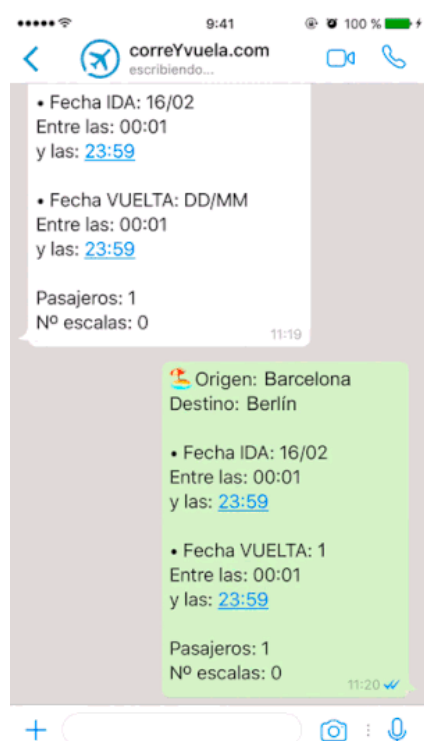 9:41
100 %
correYvuela.com
escribiendo...
• Fecha IDA: 16/02
Entre las: 00:01
y las: 23:59
• Fecha VUELTA: DD/MM
Entre las: 00:01
y las: 23:59
Pasajeros: 1
Nº escalas: 0
11:19
Origen: Barcelona
Destino: Berlín
• Fecha IDA: 16/02
Entre las: 00:01
y las: 23:59
• Fecha VUELTA: 1
Entre las: 00:01
y las: 23:59
Pasajeros: 1
Nº escalas: 0
11:20